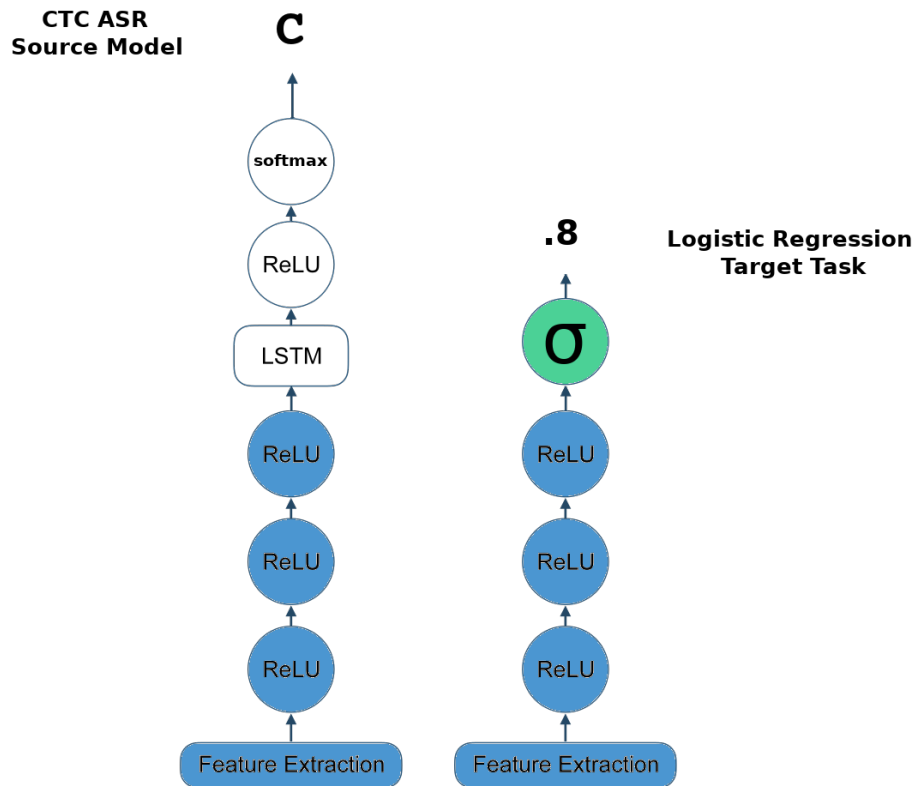 CTC ASR
Source Model
C
softmax
ReLU
LSTM
ReLU
ReLU
ReLU
Feature Extraction
.8
Logistic Regression
Target Task
σ
ReLU
ReLU
ReLU
Feature Extraction